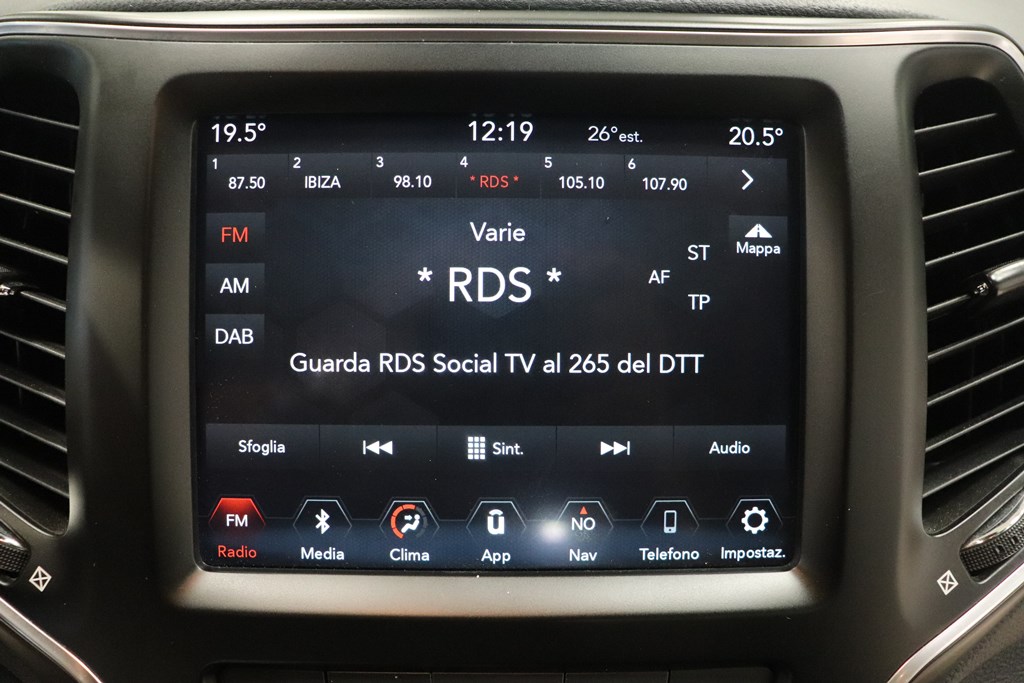 19.5° 12:19 26°est. 20.5°
1 2 3 4 5 6
87.50 IBIZA 98.10 * RDS * 105.10 107.90
FM Varie ST Mappa
AM * RDS * AF
TP
DAB
Guarda RDS Social TV al 265 del DTT
Sfoglia Sint. Audio
FM NO
Radio Media Clima App Nav Telefono Impostaz.